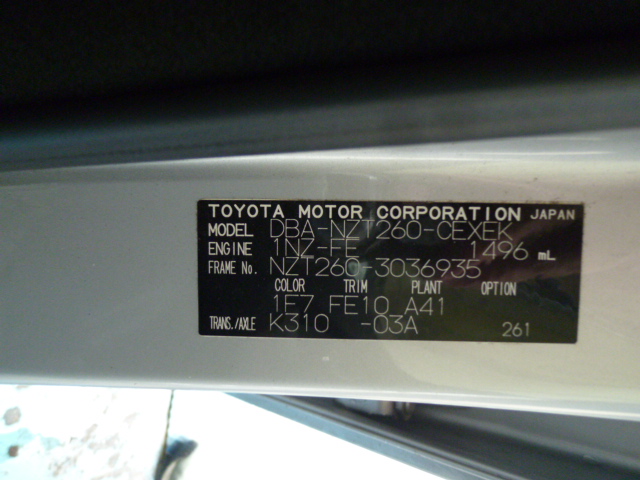 TOYOTA MOTOR CORPORATION JAPAN
MODEL DBA-NZT260-CEXEK
ENGINE 1NZ-FE 1496 mL
FRAME No. NZT260-3036935
COLOR TRIM PLANT OPTION
1E7 FE10 A41
TRANS./AXLE K310 -03A 261